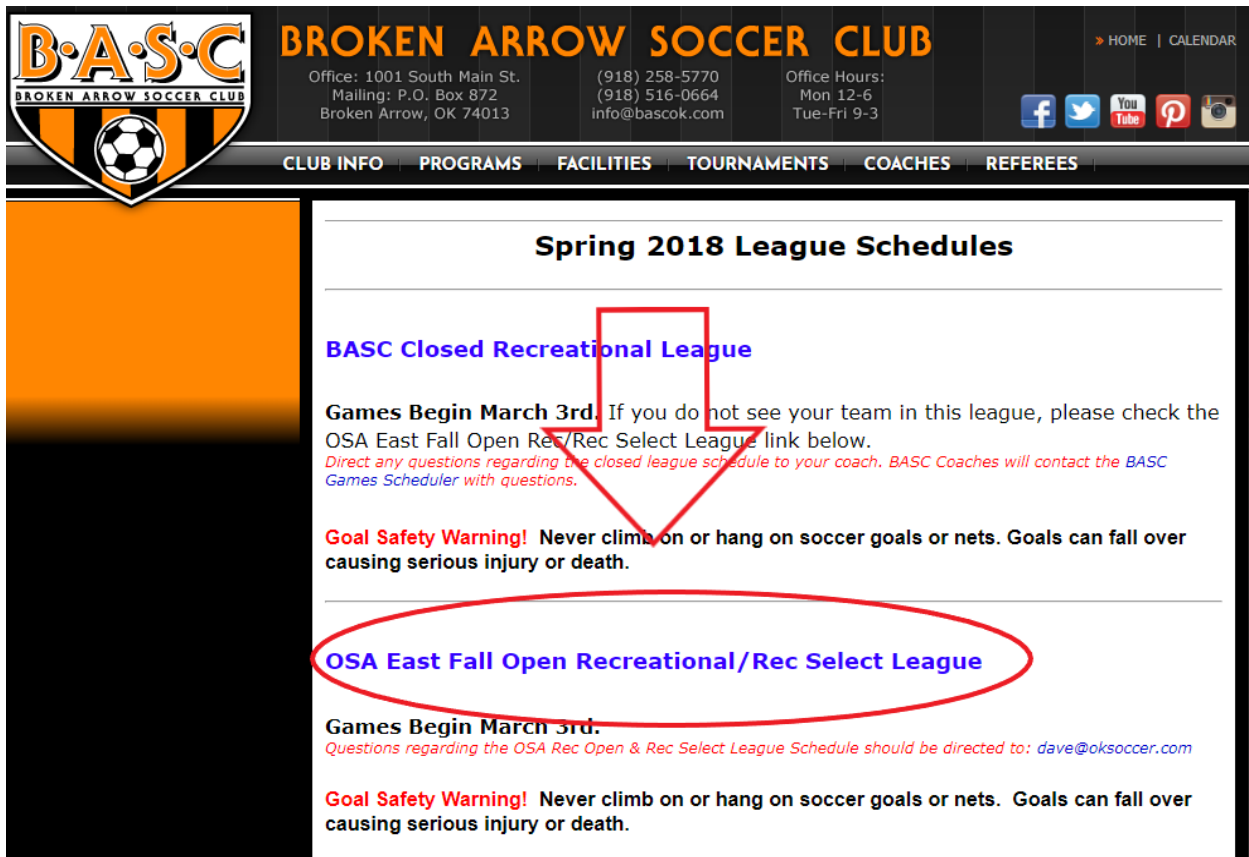 B•A•S•C
BROKEN ARROW SOCCER CLUB
BROKEN ARROW SOCCER CLUB
Office: 1001 South Main St.
Mailing: P.O. Box 872
Broken Arrow, OK 74013
(918) 258-5770
(918) 516-0664
info@bascok.com
Office Hours:
Mon 12-6
Tue-Fri 9-3
» HOME | CALENDAR
You Tube
CLUB INFO | PROGRAMS | FACILITIES | TOURNAMENTS | COACHES | REFEREES |
Spring 2018 League Schedules
BASC Closed Recreational League
Games Begin March 3rd. If you do not see your team in this league, please check the
OSA East Fall Open Rec/Rec Select League link below.
Direct any questions regarding the closed league schedule to your coach. BASC Coaches will contact the BASC
Games Scheduler with questions.
Goal Safety Warning! Never climb on or hang on soccer goals or nets. Goals can fall over
causing serious injury or death.
OSA East Fall Open Recreational/Rec Select League
Games Begin March 3rd.
Questions regarding the OSA Rec Open & Rec Select League Schedule should be directed to: dave@oksoccer.com
Goal Safety Warning! Never climb on or hang on soccer goals or nets. Goals can fall over
causing serious injury or death.